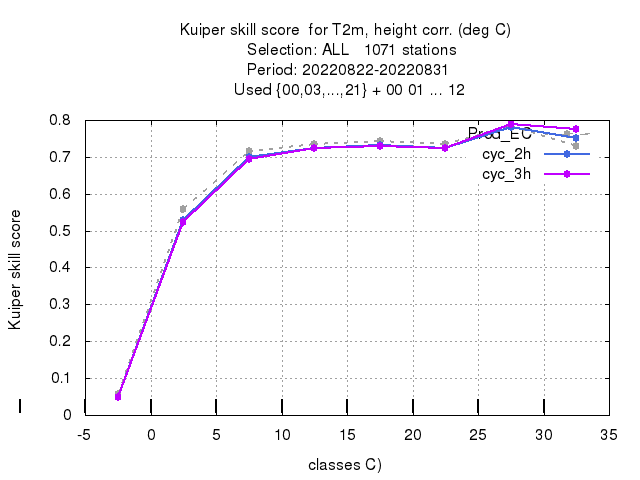 Kuiper skill score  for T2m, height corr. (deg C)
Selection: ALL   1071 stations
Period: 20220822-20220831
Used {00,03,...,21} + 00 01 ... 12
Prod_EC
cyc_2h
cyc_3h
Kuiper skill score
0.8
0.7
0.6
0.5
0.4
0.3
0.2
0.1
0
-5 0 5 10 15 20 25 30 35
classes C)